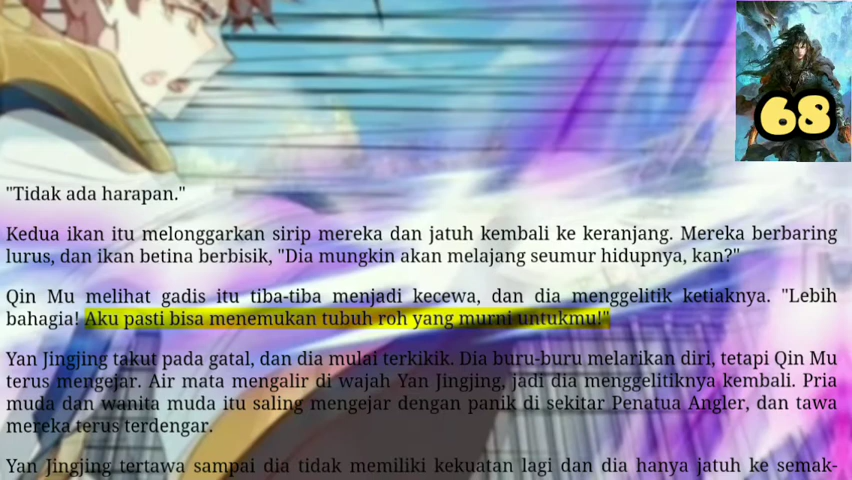 68
"Tidak ada harapan."
Kedua ikan itu melonggarkan sirip mereka dan jatuh kembali ke keranjang. Mereka berbaring
lurus, dan ikan betina berbisik, "Dia mungkin akan melajang seumur hidupnya, kan?"
Qin Mu melihat gadis itu tiba-tiba menjadi kecewa, dan dia menggelitik ketiaknya. "Lebih
bahagia! Aku pasti bisa menemukan tubuh roh yang murni untukmu!"
Yan Jingjing takut pada gatal, dan dia mulai terkikik. Dia buru-buru melarikan diri, tetapi Qin Mu
terus mengejar. Air mata mengalir di wajah Yan Jingjing, jadi dia menggelitiknya kembali. Pria
muda dan wanita muda itu saling mengejar dengan panik di sekitar Penatua Angler, dan tawa
mereka terus terdengar.
Yan Jingjing tertawa sampai dia tidak memiliki kekuatan lagi dan dia hanya jatuh ke semak-